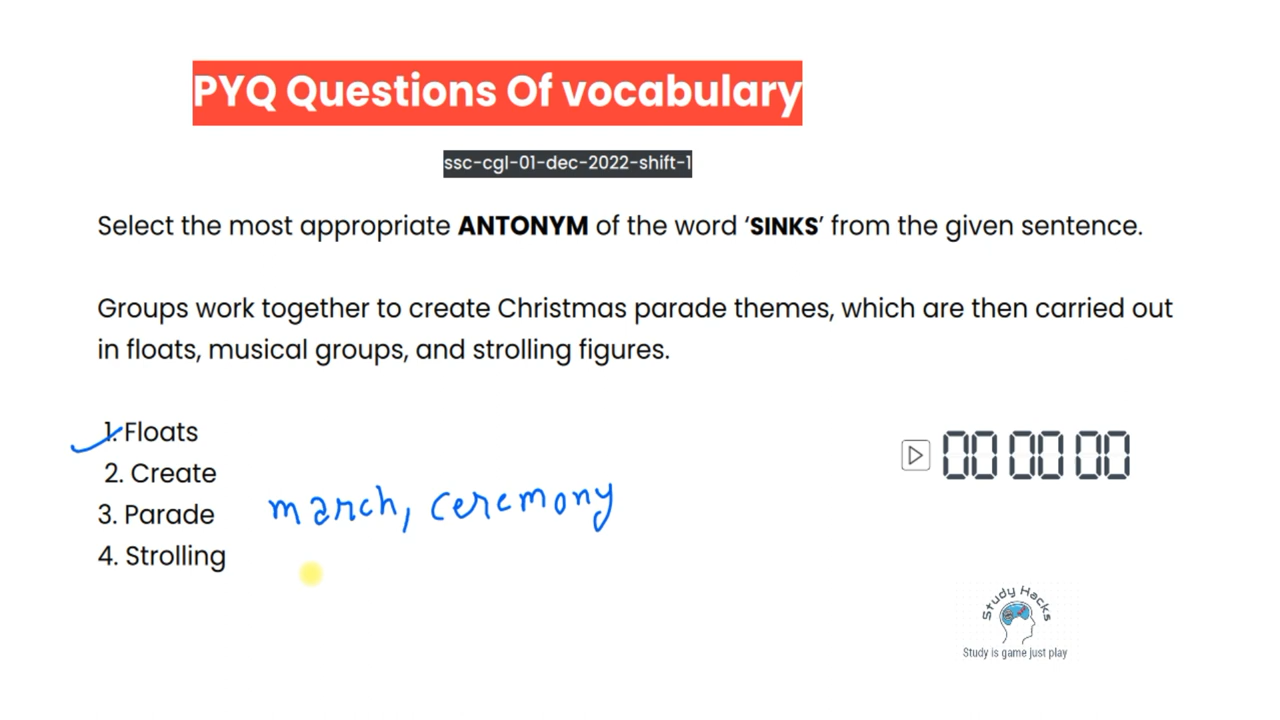 PYQ Questions Of vocabulary
ssc-cgl-01-dec-2022-shift-1
Select the most appropriate ANTONYM of the word ‘SINKS’ from the given sentence.
Groups work together to create Christmas parade themes, which are then carried out
in floats, musical groups, and strolling figures.
1. Floats
2. Create
3. Parade march, ceremony
4. Strolling
00 00 00
Study Hacks
Study is game just play